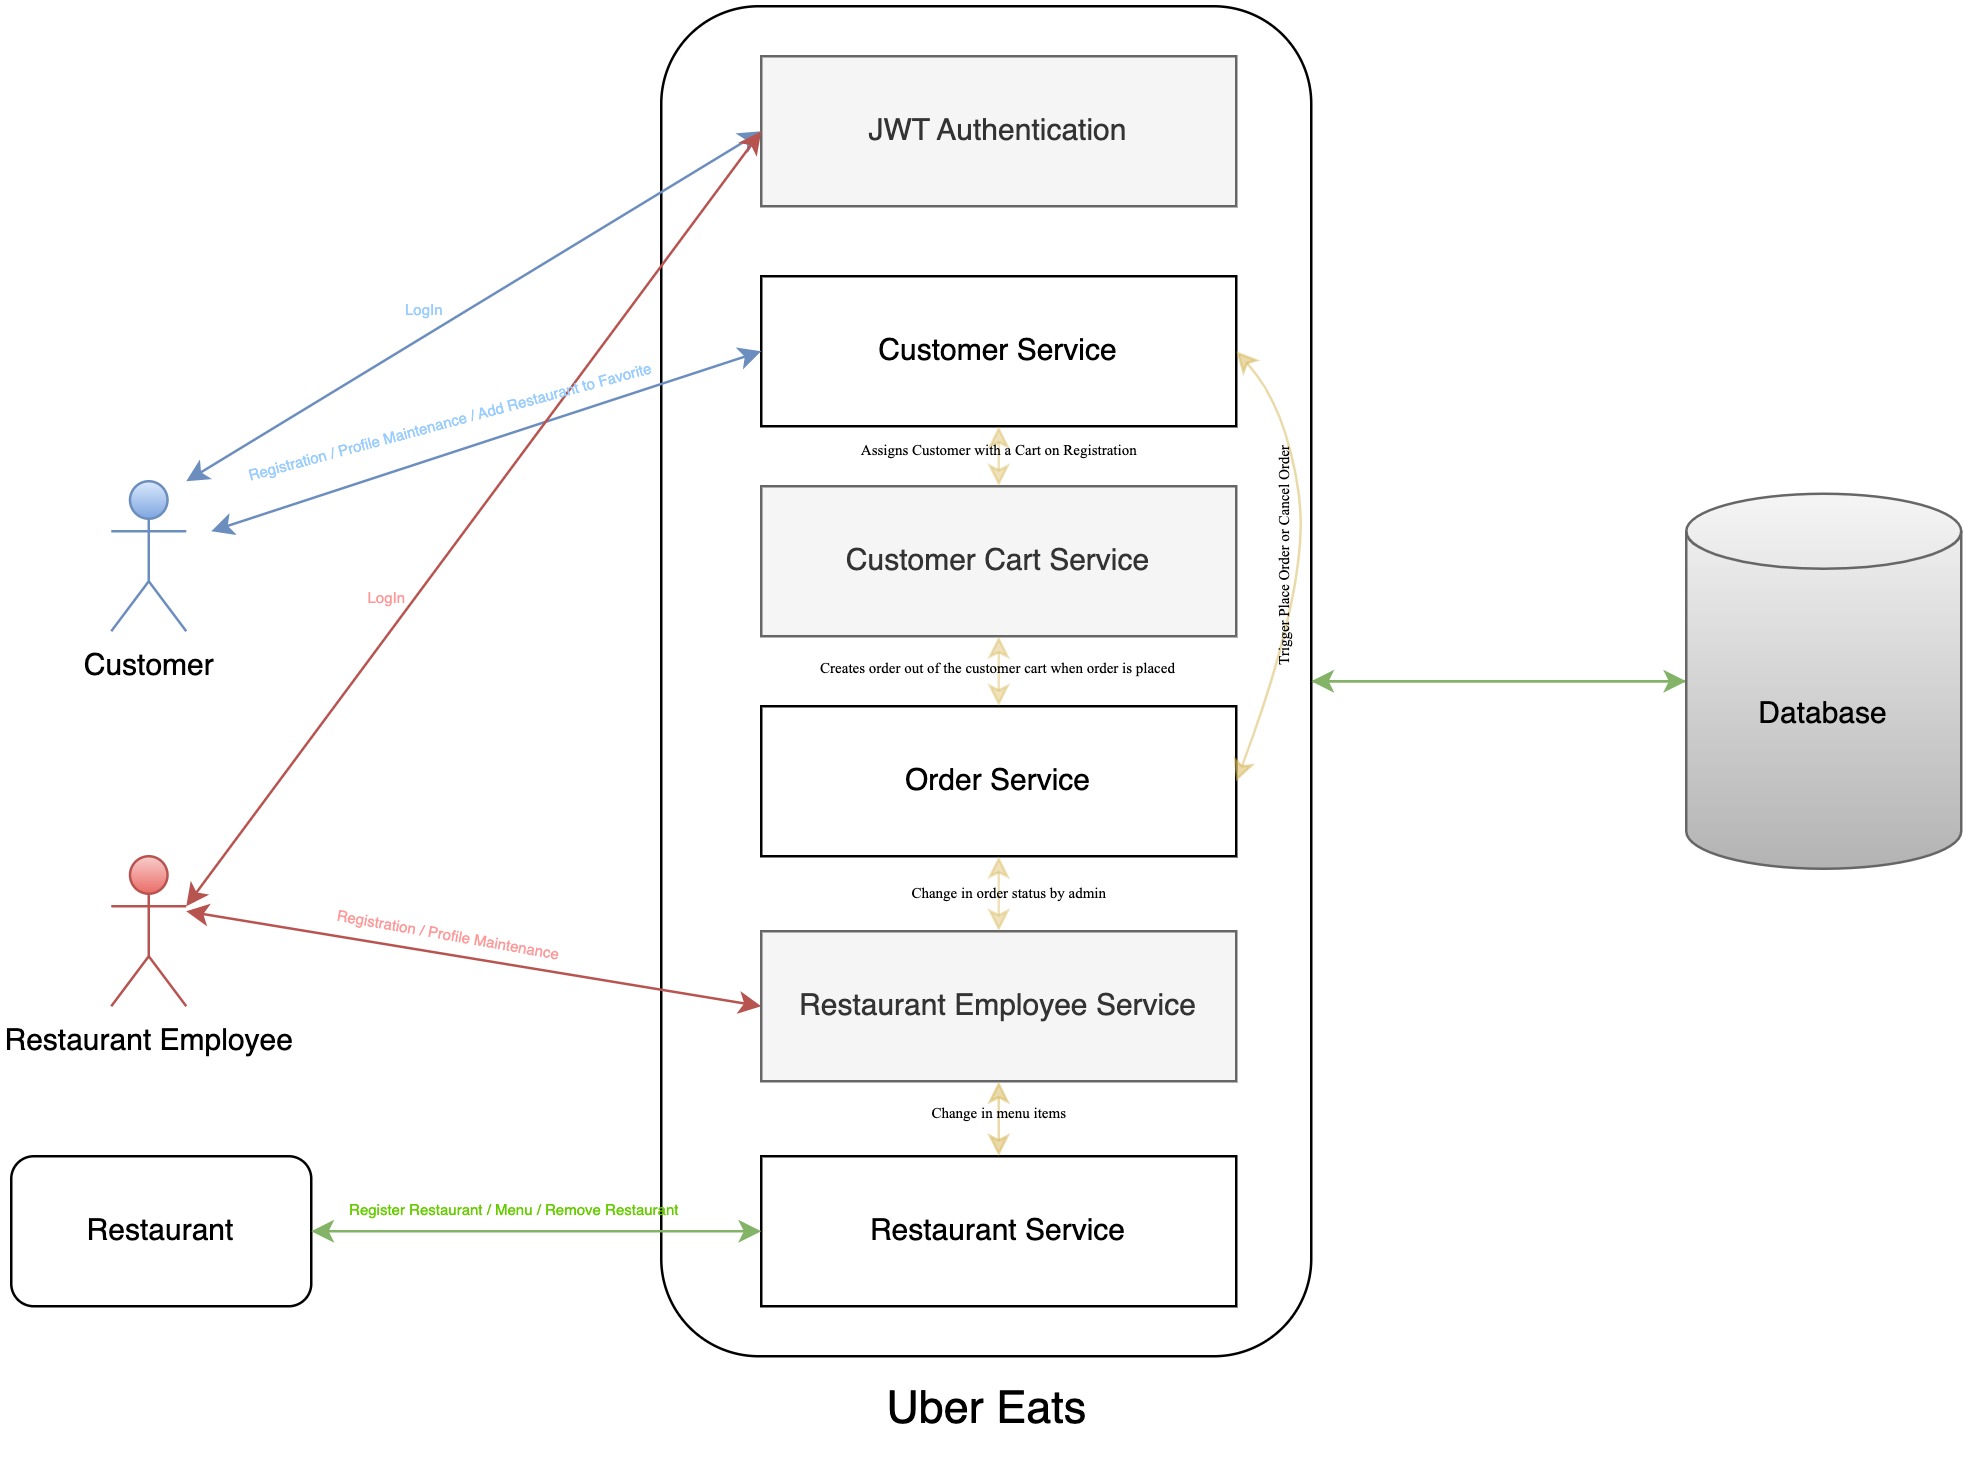 JWT Authentication
LogIn
Customer Service
Registration / Profile Maintenance / Add Restaurant to Favorite
Assigns Customer with a Cart on Registration
Trigger Place Order or Cancel Order
Customer Cart Service
LogIn
Customer
Creates order out of the customer cart when order is placed
Database
Order Service
Change in order status by admin
Registration / Profile Maintenance
Restaurant Employee Service
Restaurant Employee
Change in menu items
Register Restaurant / Menu / Remove Restaurant
Restaurant
Restaurant Service
Uber Eats